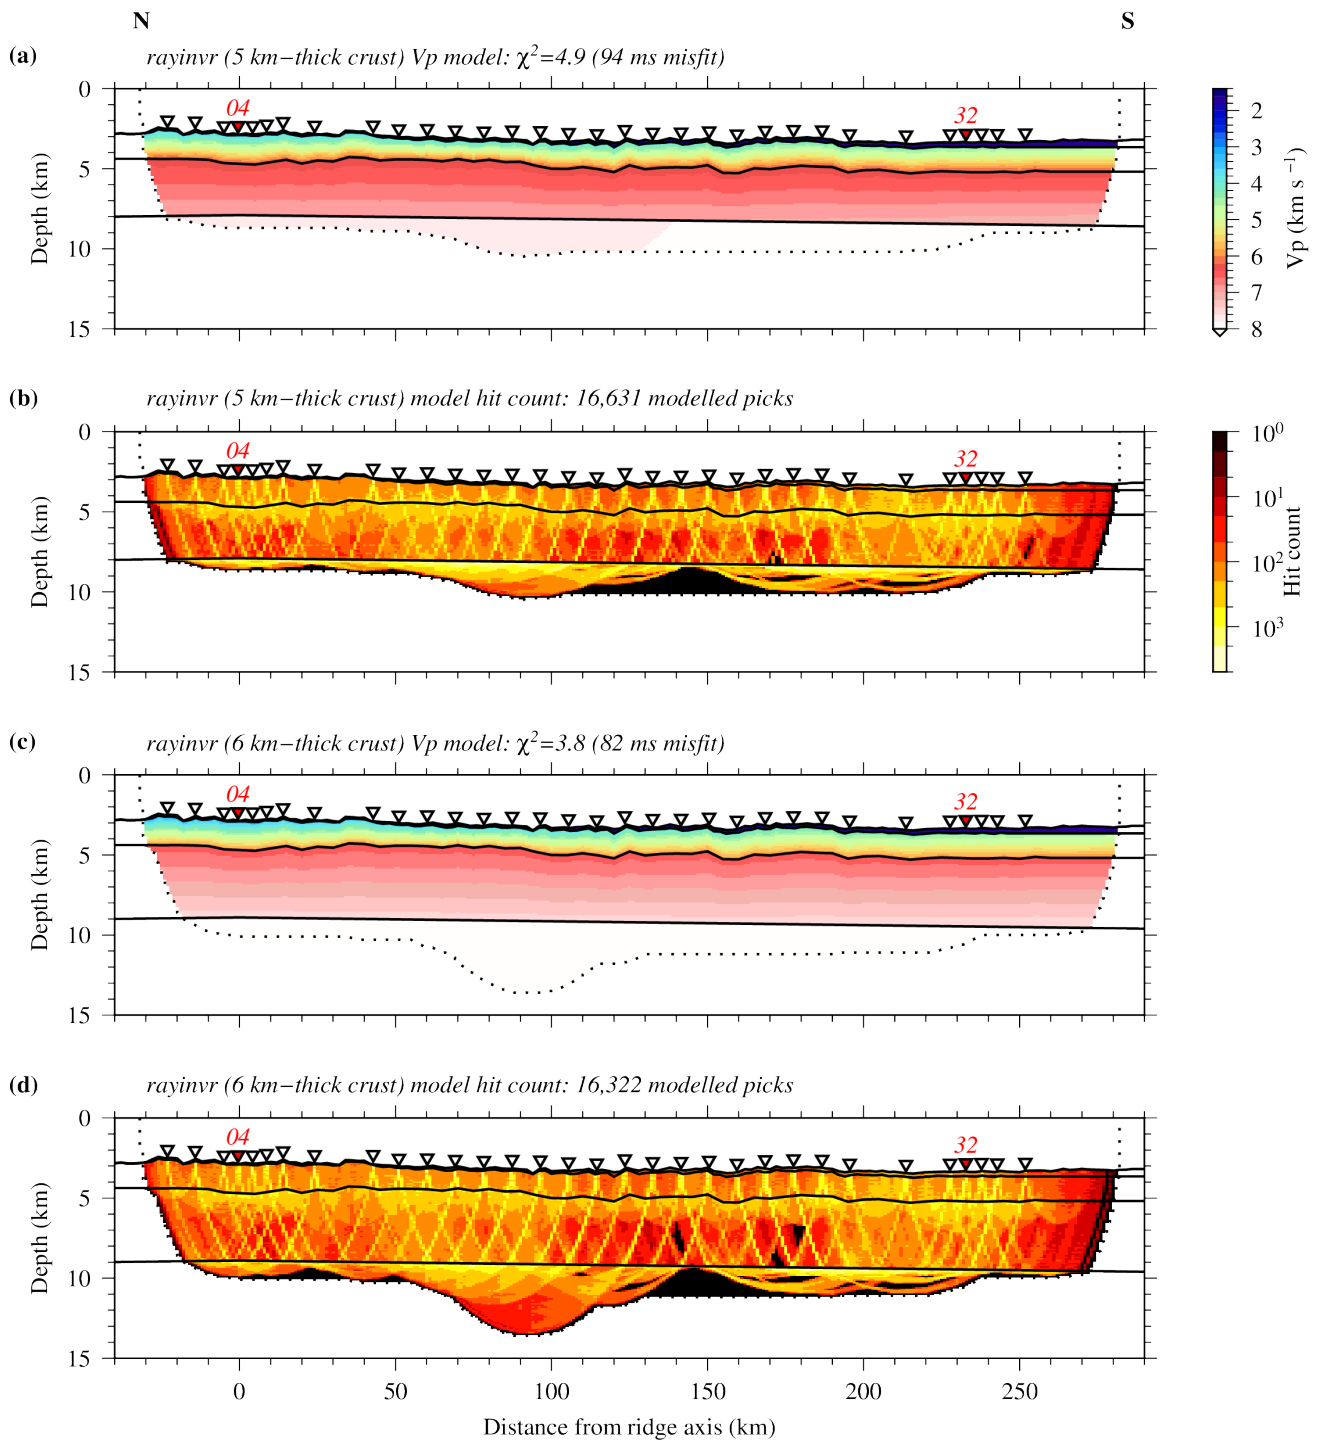 N S
(a) rayinvr (5 km−thick crust) Vp model: χ²=4.9 (94 ms misfit)
04 32
0
5
10
15
Depth (km)
2
3
4
5
6
7
8
Vp (km s⁻¹)
(b) rayinvr (5 km−thick crust) model hit count: 16,631 modelled picks
04 32
0
5
10
15
Depth (km)
10⁰
10¹
10²
10³
Hit count
(c) rayinvr (6 km−thick crust) Vp model: χ²=3.8 (82 ms misfit)
04 32
0
5
10
15
Depth (km)
(d) rayinvr (6 km−thick crust) model hit count: 16,322 modelled picks
04 32
0
5
10
15
Depth (km)
0 50 100 150 200 250
Distance from ridge axis (km)